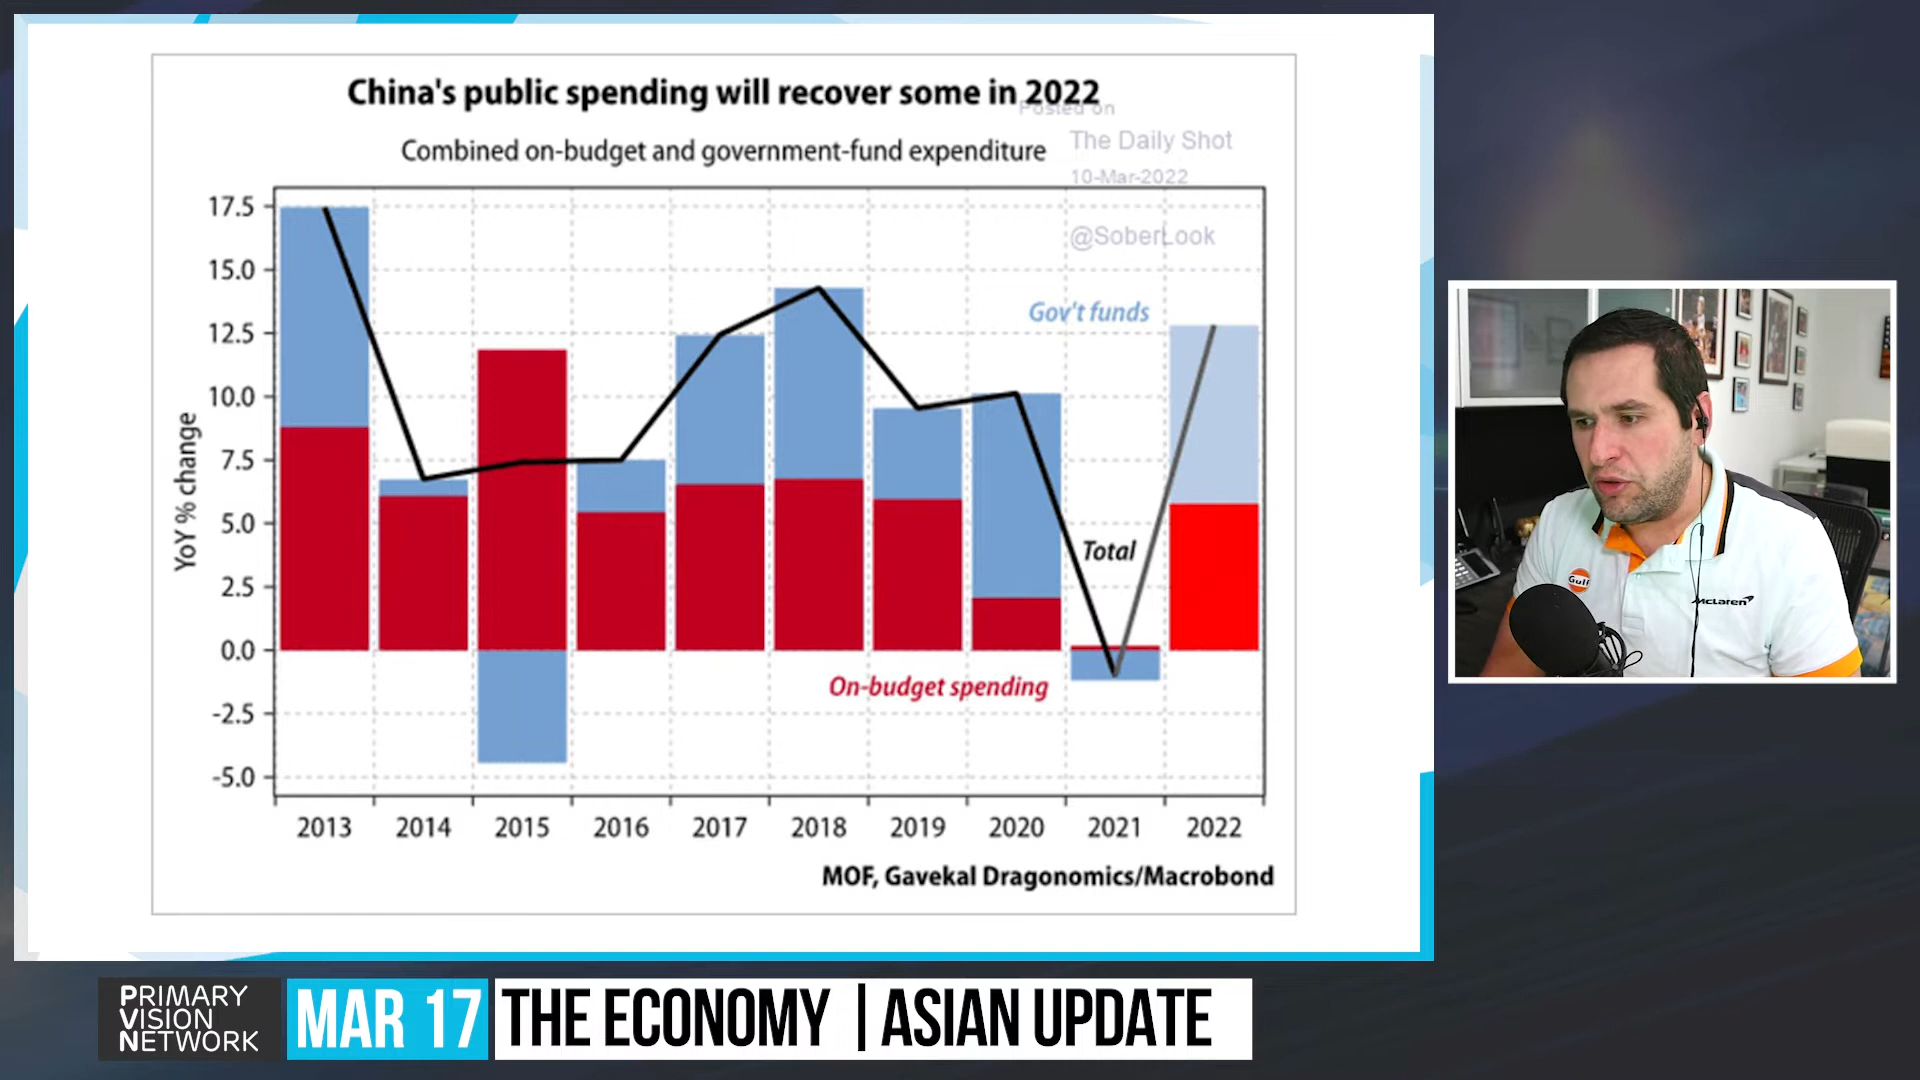 China's public spending will recover some in 2022
Posted on
The Daily Shot
10-Mar-2022
@SoberLook
Combined on-budget and government-fund expenditure
YoY % change
17.5
15.0
12.5
10.0
7.5
5.0
2.5
0.0
-2.5
-5.0
Gov't funds
Total
On-budget spending
2013 2014 2015 2016 2017 2018 2019 2020 2021 2022
MOF, Gavekal Dragonomics/Macrobond
Gulf
McLaren
PRIMARY
VISION
NETWORK
MAR 17
THE ECONOMY | ASIAN UPDATE